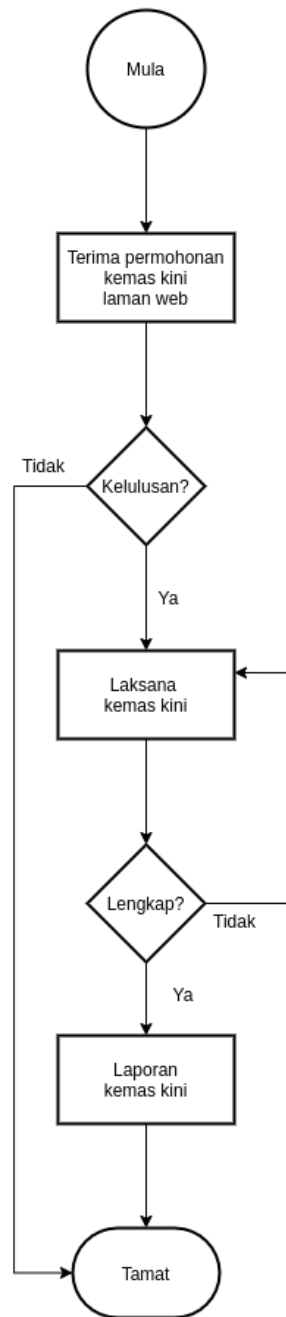 Mula
Terima permohonan
kemas kini
laman web
Tidak
Kelulusan?
Ya
Laksana
kemas kini
Lengkap?
Tidak
Ya
Laporan
kemas kini
Tamat